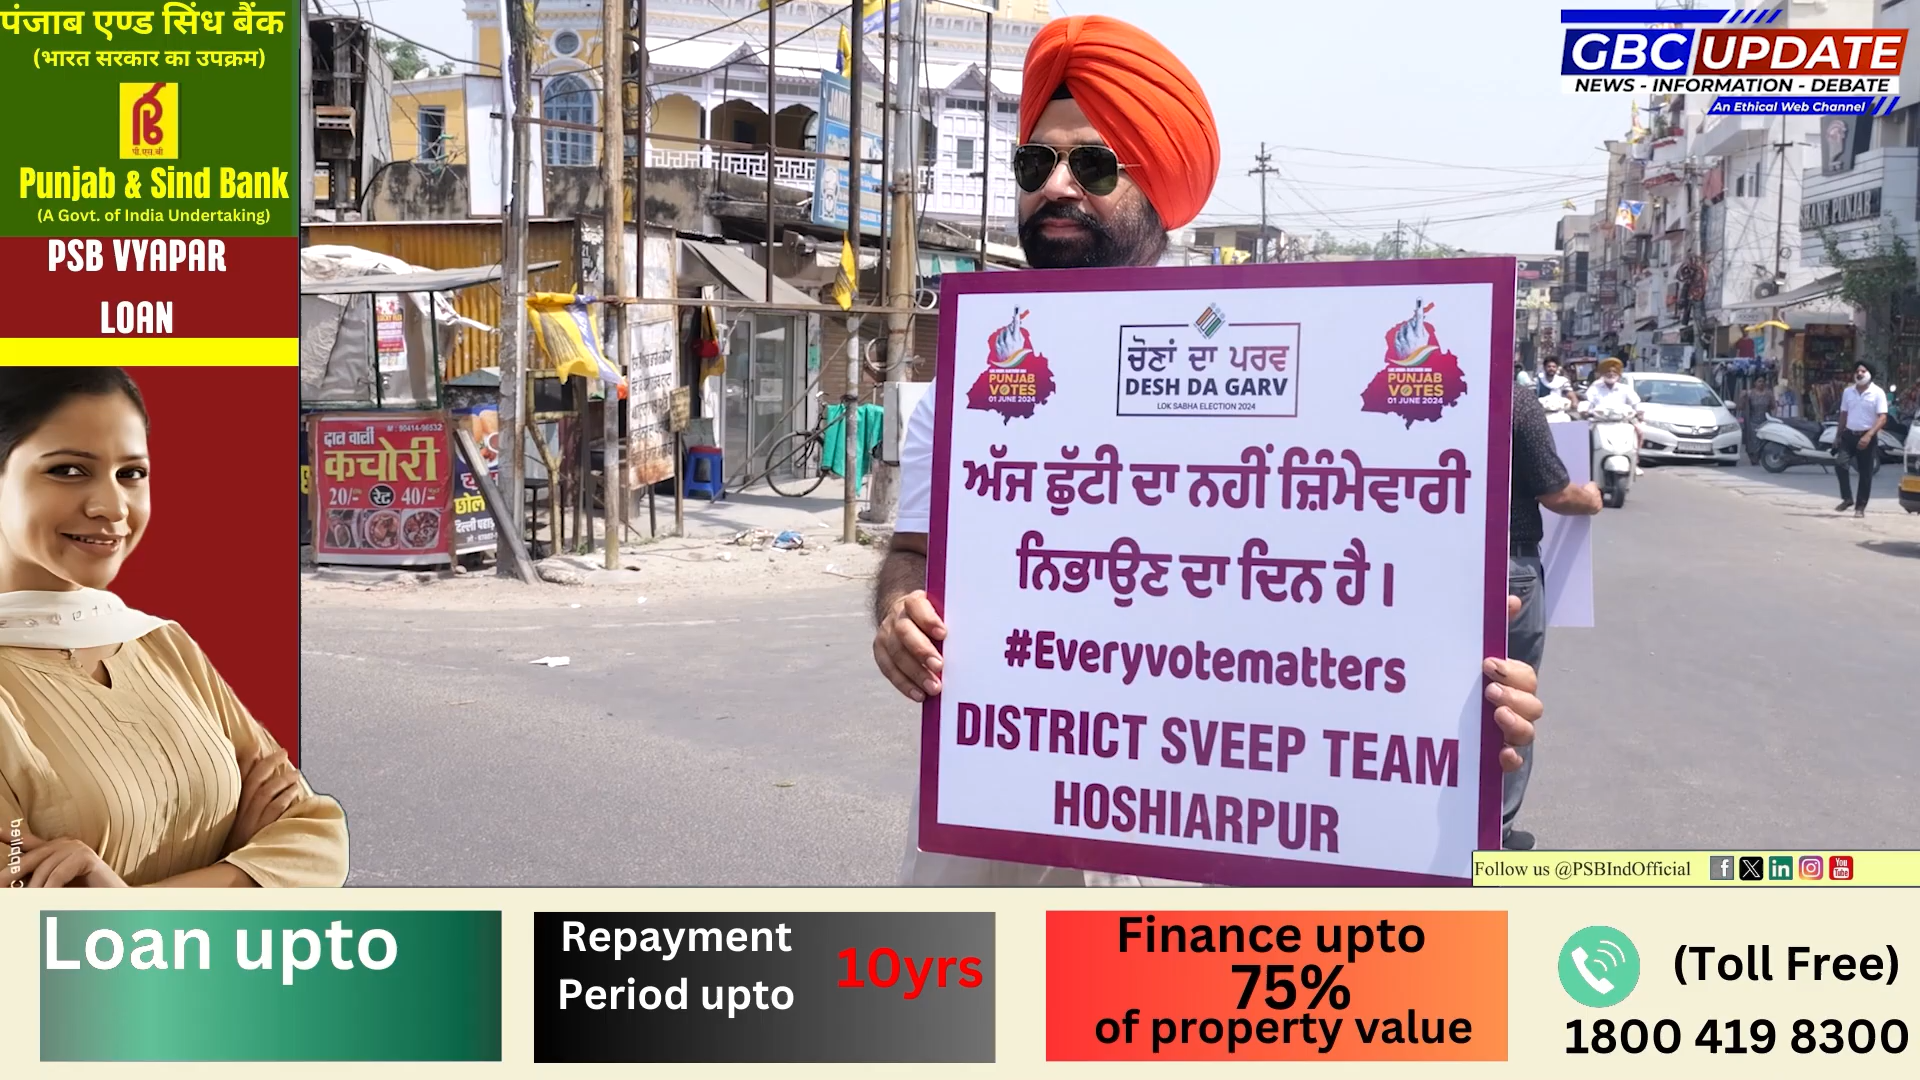 पंजाब एण्ड सिंध बैंक
(भारत सरकार का उपक्रम)
पी.एस.बी
Punjab & Sind Bank
(A Govt. of India Undertaking)
PSB VYAPAR
LOAN
GBC UPDATE
NEWS - INFORMATION - DEBATE
An Ethical Web Channel
दाल वाली
कचोरी
20/- रेट 40/-
छोले
PUNJAB
VOTES
01 JUNE 2024
ਚੋਣਾਂ ਦਾ ਪਰਵ
DESH DA GARV
LOK SABHA ELECTION 2024
PUNJAB
VOTES
01 JUNE 2024
ਅੱਜ ਛੁੱਟੀ ਦਾ ਨਹੀਂ ਜ਼ਿੰਮੇਵਾਰੀ
ਨਿਭਾਉਣ ਦਾ ਦਿਨ ਹੈ।
#Everyvotematters
DISTRICT SVEEP TEAM
HOSHIARPUR
Follow us @PSBIndOfficial
Loan upto
Repayment
Period upto
10yrs
Finance upto
75%
of property value
(Toll Free)
1800 419 8300